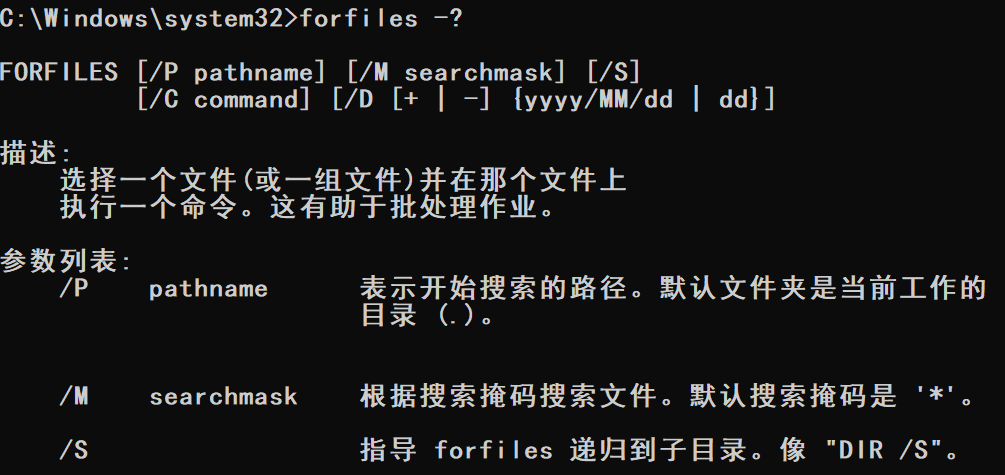 C:\Windows\system32>forfiles -?
FORFILES [/P pathname] [/M searchmask] [/S]
[/C command] [/D [+ | -] {yyyy/MM/dd | dd}]
描述:
选择一个文件(或一组文件)并在那个文件上
执行一个命令。这有助于批处理作业。
参数列表:
/P    pathname      表示开始搜索的路径。默认文件夹是当前工作的
目录 (.)。
/M    searchmask    根据搜索掩码搜索文件。默认搜索掩码是 '*'。
/S                  指导 forfiles 递归到子目录。像 "DIR /S"。